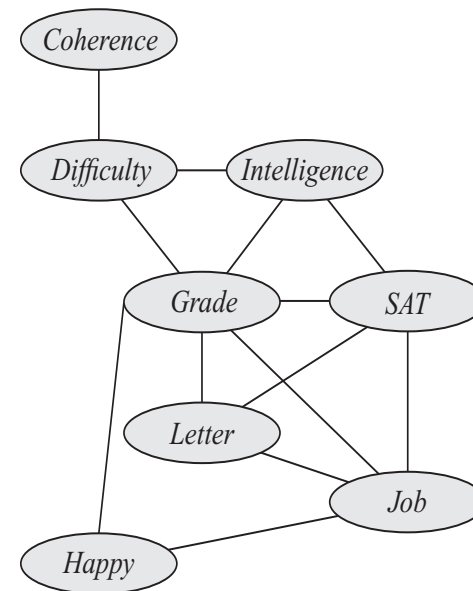 Coherence
Difficulty
Intelligence
Grade
SAT
Letter
Job
Happy